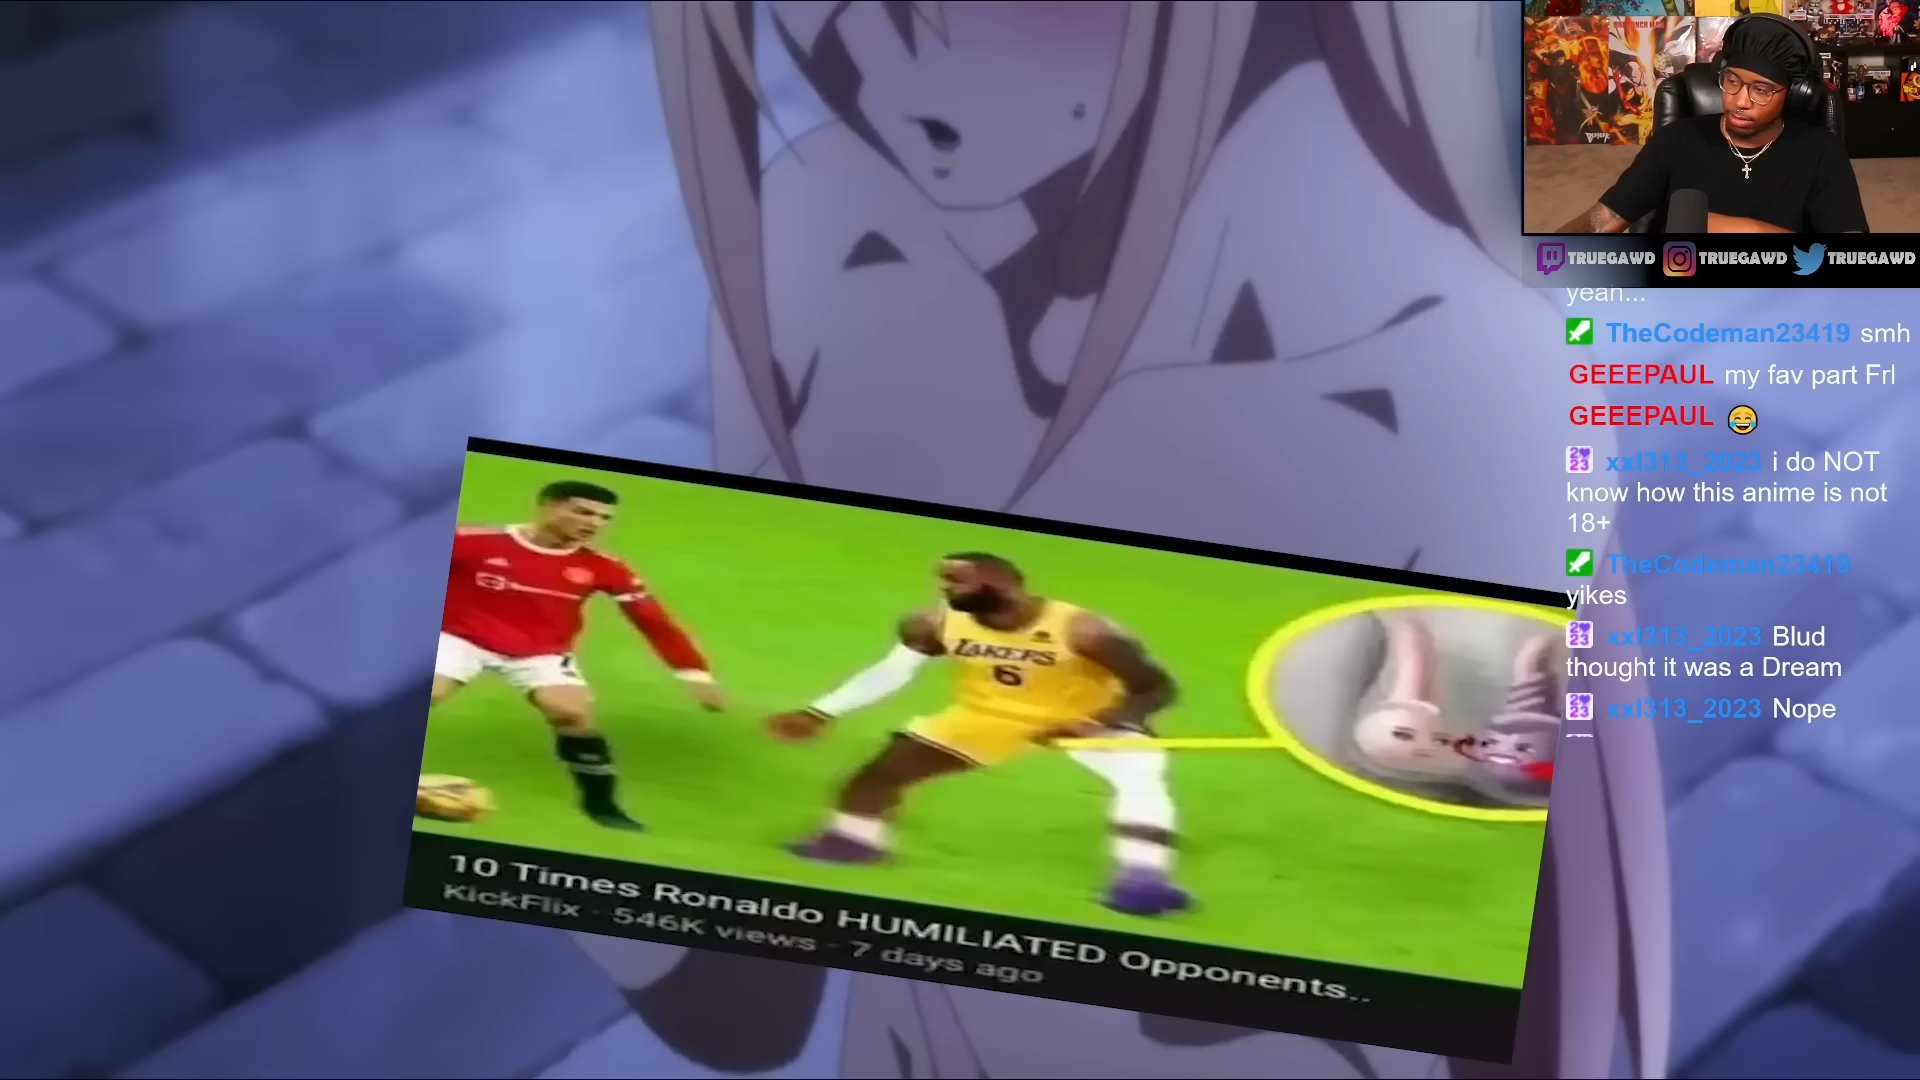 TRUEGAWD TRUEGAWD TRUEGAWD
yeah...
TheCodeman23419 smh
GEEEPAUL my fav part Frl
GEEEPAUL 😂
xxl313_2023 i do NOT
know how this anime is not
18+
TheCodeman23419
yikes
xxl313_2023 Blud
thought it was a Dream
xxl313_2023 Nope
LAKERS
6
10 Times Ronaldo HUMILIATED Opponents..
KickFlix · 546K views · 7 days ago